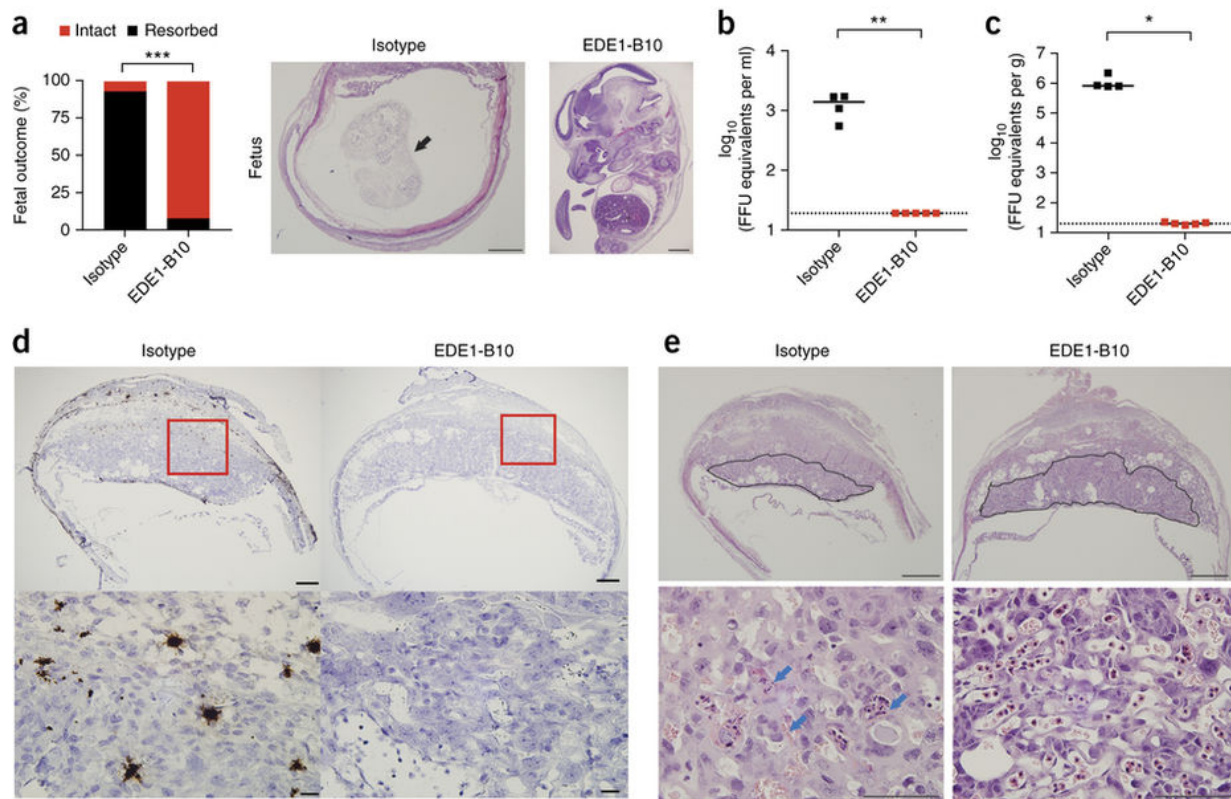 a
Intact Resorbed
***
Fetal outcome (%)
100
75
50
25
0
Isotype
EDE1-B10
Isotype
EDE1-B10
Fetus
b
**
log10
(FFU equivalents per ml)
4
3
2
1
Isotype
EDE1-B10
c
*
log10
(FFU equivalents per g)
7
6
5
4
3
2
1
Isotype
EDE1-B10
d
Isotype
EDE1-B10
e
Isotype
EDE1-B10